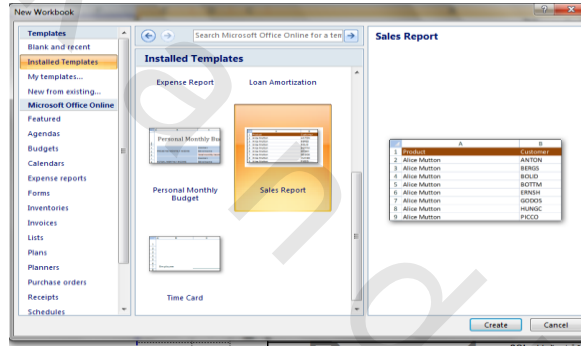 New Workbook
Templates
Blank and recent
Installed Templates
My templates...
New from existing...
Microsoft Office Online
Featured
Agendas
Budgets
Calendars
Expense reports
Forms
Inventories
Invoices
Lists
Plans
Planners
Purchase orders
Receipts
Schedules
Search Microsoft Office Online for a ten
Installed Templates
Expense Report Loan Amortization
Personal Monthly Bu
Personal Monthly Budget
Sales Report
Time Card
Sales Report
A B
1 Product Customer
2 Alice Mutton ANTON
3 Alice Mutton BERGS
4 Alice Mutton BOLID
5 Alice Mutton BOTTM
6 Alice Mutton ERNSH
7 Alice Mutton GODOS
8 Alice Mutton HUNGC
9 Alice Mutton PICCO
Create Cancel